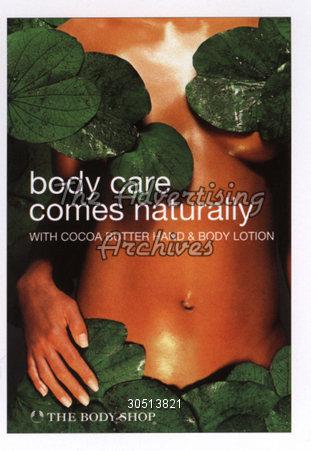 body care
comes naturally
WITH COCOA BUTTER HAND & BODY LOTION
The Advertising
Archives
30513821
THE BODY SHOP